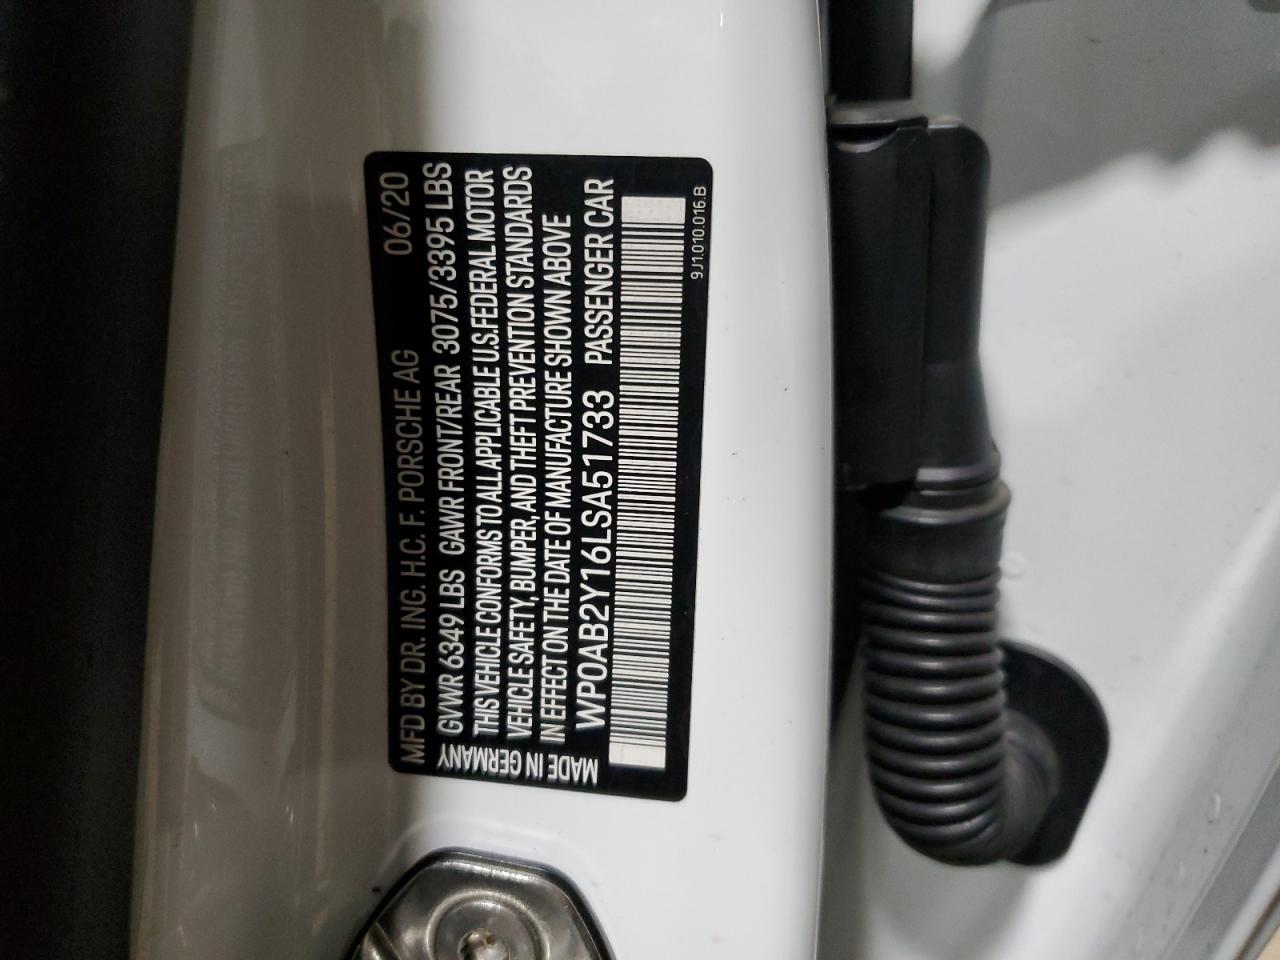 MFD BY DR. ING. H.C. F. PORSCHE AG 06/20
GVWR 6349 LBS GAWR FRONT/REAR 3075/3395 LBS
THIS VEHICLE CONFORMS TO ALL APPLICABLE U.S.FEDERAL MOTOR
VEHICLE SAFETY, BUMPER, AND THEFT PREVENTION STANDARDS
IN EFFECT ON THE DATE OF MANUFACTURE SHOWN ABOVE
WP0AB2Y16LSA51733 PASSENGER CAR
MADE IN GERMANY
9J1.010.016.B